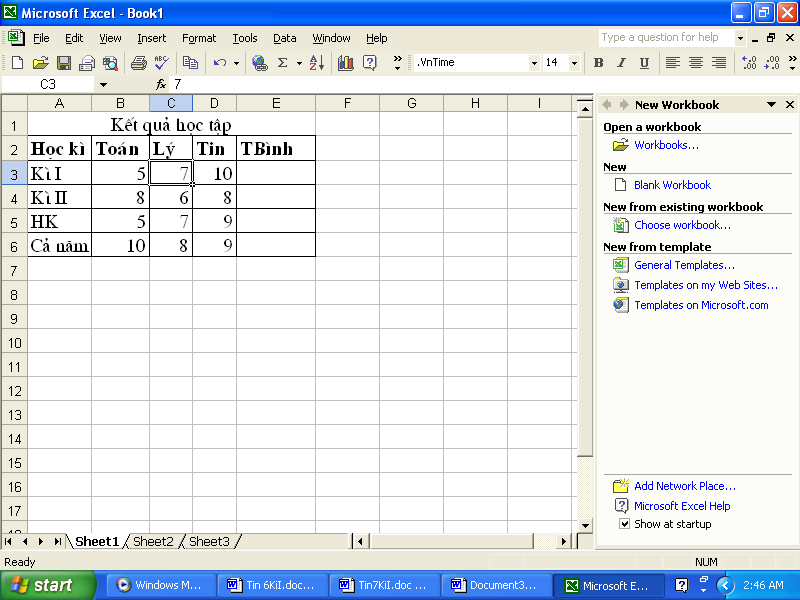 Microsoft Excel - Book1
File Edit View Insert Format Tools Data Window Help
Type a question for help
.VnTime 14 B I U
C3 fx 7
A B C D E F G H I
1 Kết quả học tập
2 Học kì Toán Lý Tin TBình
3 Kì I 5 7 10
4 Kì II 8 6 8
5 HK 5 7 9
6 Cả năm 10 8 9
7
8
9
10
11
12
13
14
15
16
17
New Workbook
Open a workbook
Workbooks...
New
Blank Workbook
New from existing workbook
Choose workbook...
New from template
General Templates...
Templates on my Web Sites...
Templates on Microsoft.com
Add Network Place...
Microsoft Excel Help
Show at startup
Sheet1 Sheet2 Sheet3
Ready NUM
start Windows M... Tin 6KiI.doc... Tin7KiI.doc ... Document3... Microsoft E... 2:46 AM